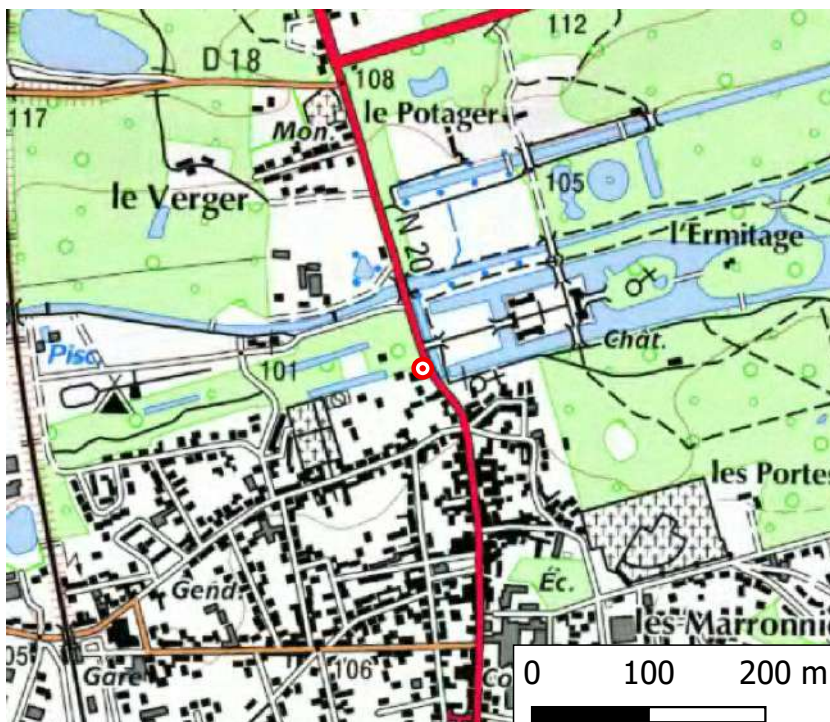 112
D 18
108
117
le Potager
Mon.
105
le Verger
l'Ermitage
N 20
Pisc.
Chât.
101
les Portes
Gend.
Éc.
les Marronnie
05
106
Gare
Co
0 100 200 m